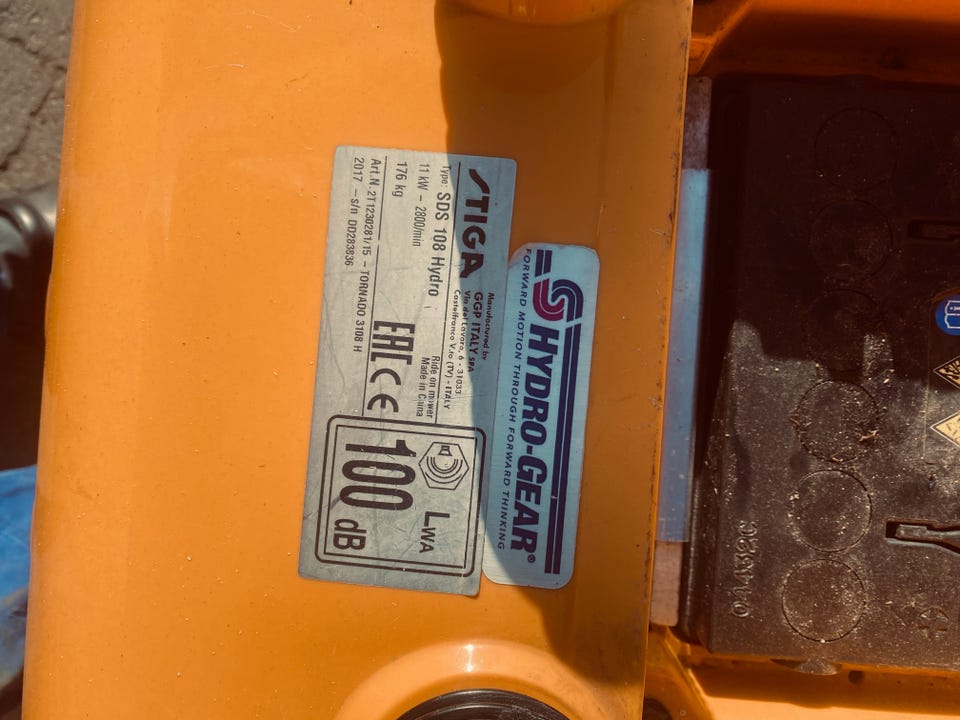 STIGA
Manufactured by
GGP ITALY SPA
Via del Lavoro, 6 - 31033
Castelfranco V.to (TV) - ITALY
Type: SDS 108 Hydro
11 kW - 2800/min
Ride on mower
Made in China
176 kg
EAC CE
Art.N. 2T1230281/15 - TORNADO 3108 H
2017 - s/n DD283836
LWA
100 dB
HYDRO-GEAR®
FORWARD MOTION THROUGH FORWARD THINKING
04432C